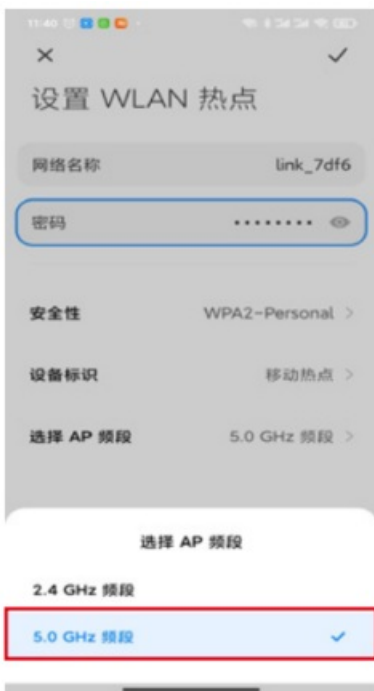 11:40
设置 WLAN 热点
网络名称 link_7df6
密码 ········
安全性 WPA2-Personal
设备标识 移动热点
选择 AP 频段 5.0 GHz 频段
选择 AP 频段
2.4 GHz 频段
5.0 GHz 频段